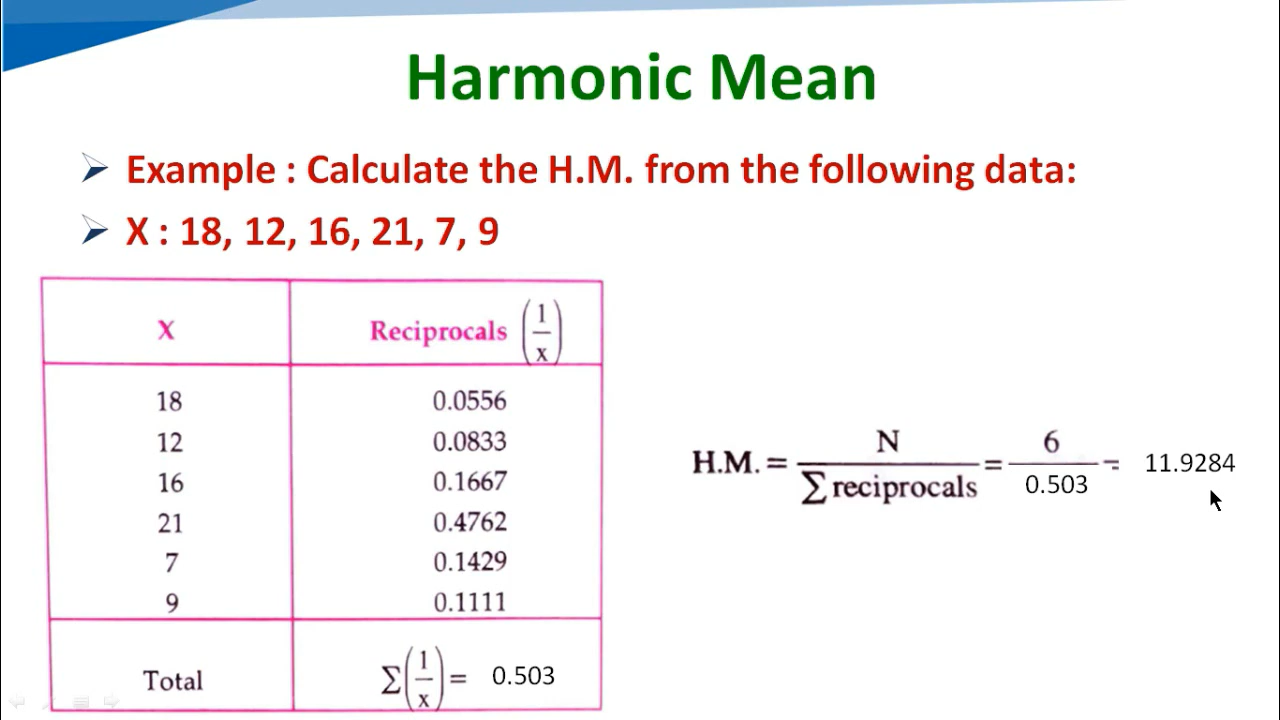 Harmonic Mean
Example : Calculate the H.M. from the following data:
X : 18, 12, 16, 21, 7, 9
X Reciprocals (1/x)
18 0.0556
12 0.0833
16 0.1667
21 0.4762
7 0.1429
9 0.1111
Total ∑(1/x) = 0.503
H.M. = N / ∑ reciprocals = 6 / 0.503 = 11.9284